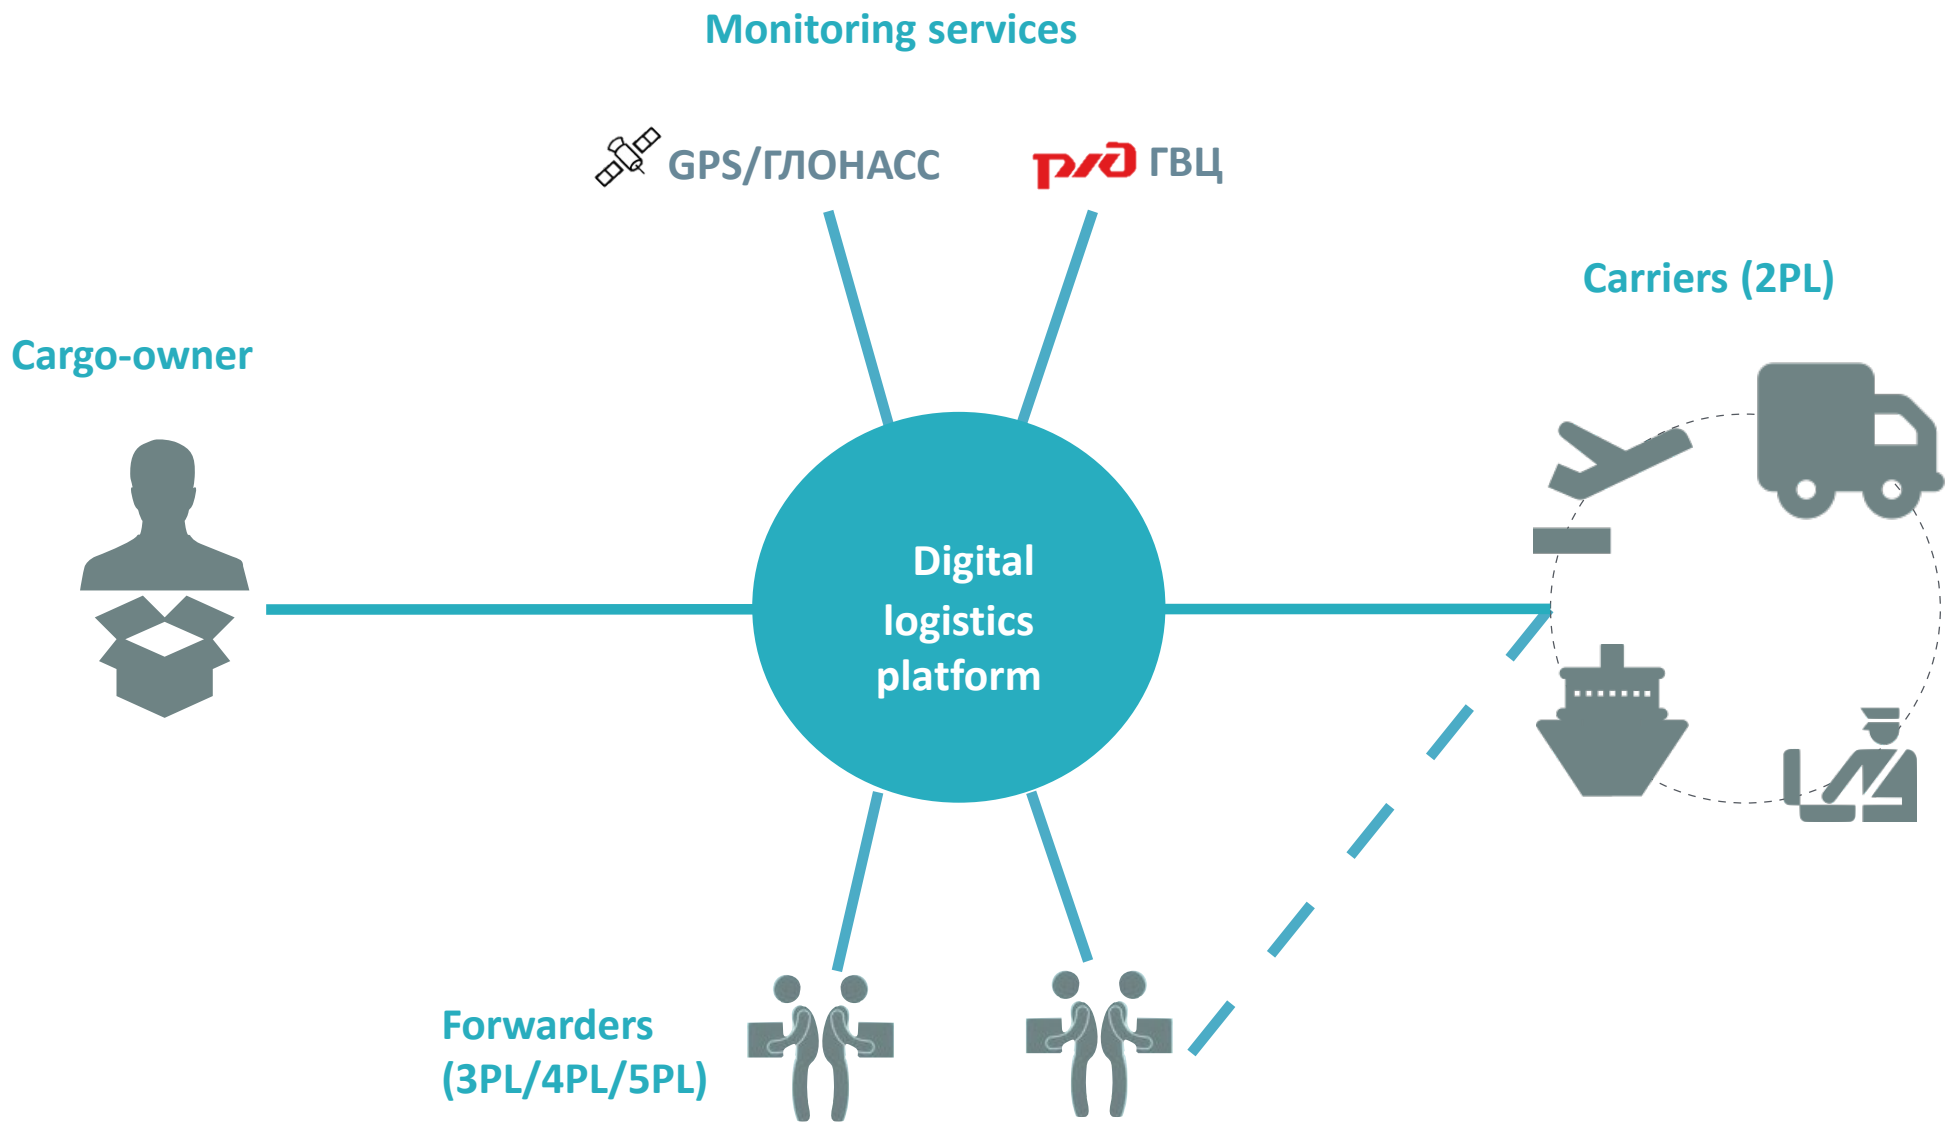 Monitoring services
GPS/ГЛОНАСС
ржд ГВЦ
Carriers (2PL)
Cargo-owner
Digital
logistics
platform
Forwarders
(3PL/4PL/5PL)